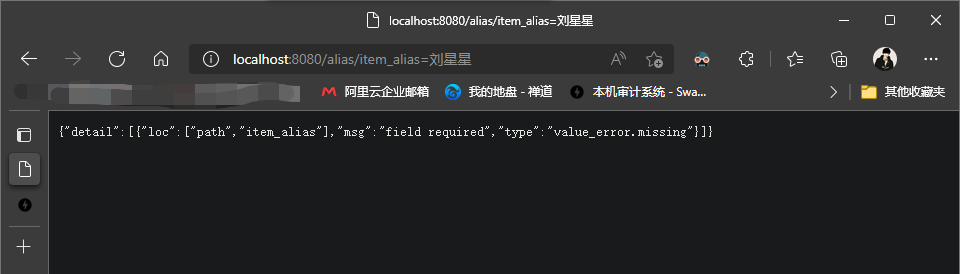 localhost:8080/alias/item_alias=刘星星
localhost:8080/alias/item_alias=刘星星
阿里云企业邮箱 我的地盘 - 禅道 本机审计系统 - Swa... 其他收藏夹
{"detail":[{"loc":["path","item_alias"],"msg":"field required","type":"value_error.missing"}]}